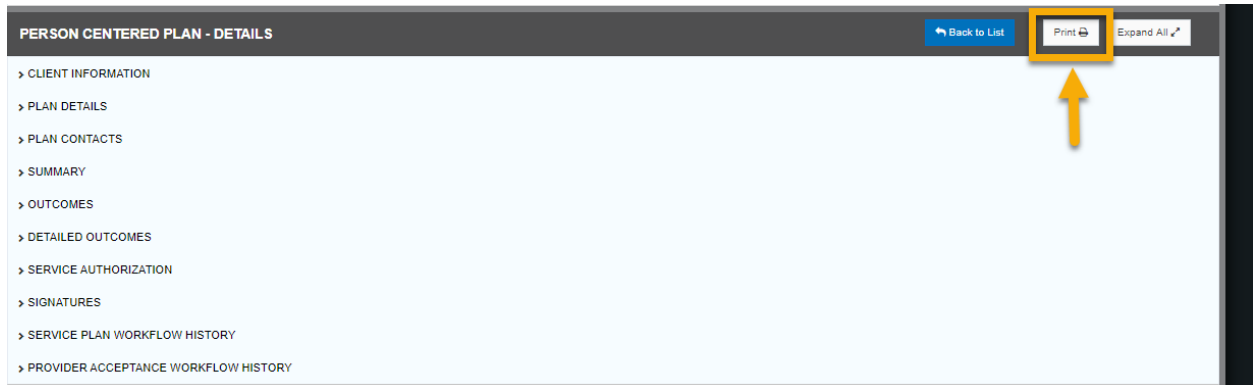 PERSON CENTERED PLAN - DETAILS
Back to List
Print
Expand All
CLIENT INFORMATION
PLAN DETAILS
PLAN CONTACTS
SUMMARY
OUTCOMES
DETAILED OUTCOMES
SERVICE AUTHORIZATION
SIGNATURES
SERVICE PLAN WORKFLOW HISTORY
PROVIDER ACCEPTANCE WORKFLOW HISTORY